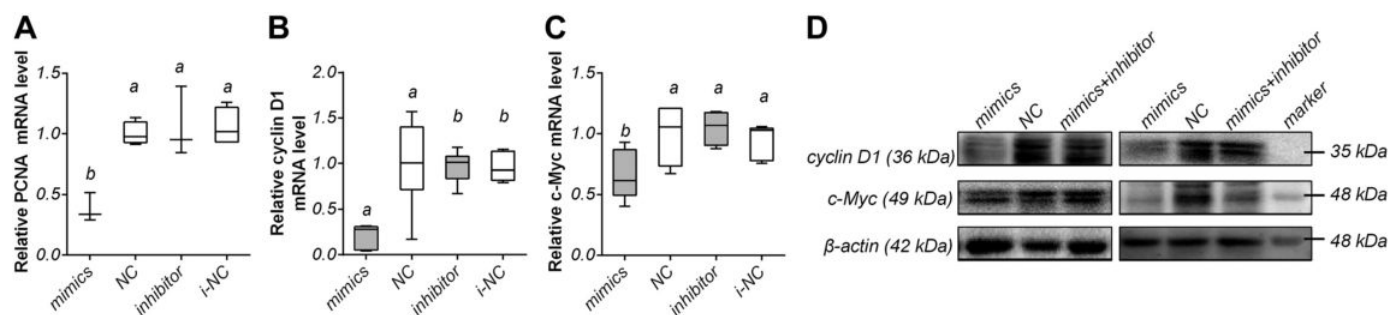 A
Relative PCNA mRNA level
1.5
1.0
0.5
0.0
b
a
a
a
mimics
NC
inhibitor
i-NC
B
Relative cyclin D1
mRNA level
2.0
1.5
1.0
0.5
0.0
a
a
b
b
mimics
NC
inhibitor
i-NC
C
Relative c-Myc mRNA level
1.5
1.0
0.5
0.0
b
a
a
a
mimics
NC
inhibitor
i-NC
D
mimics
NC
mimics+inhibitor
mimics
NC
mimics+inhibitor
marker
cyclin D1 (36 kDa)
35 kDa
c-Myc (49 kDa)
48 kDa
β-actin (42 kDa)
48 kDa